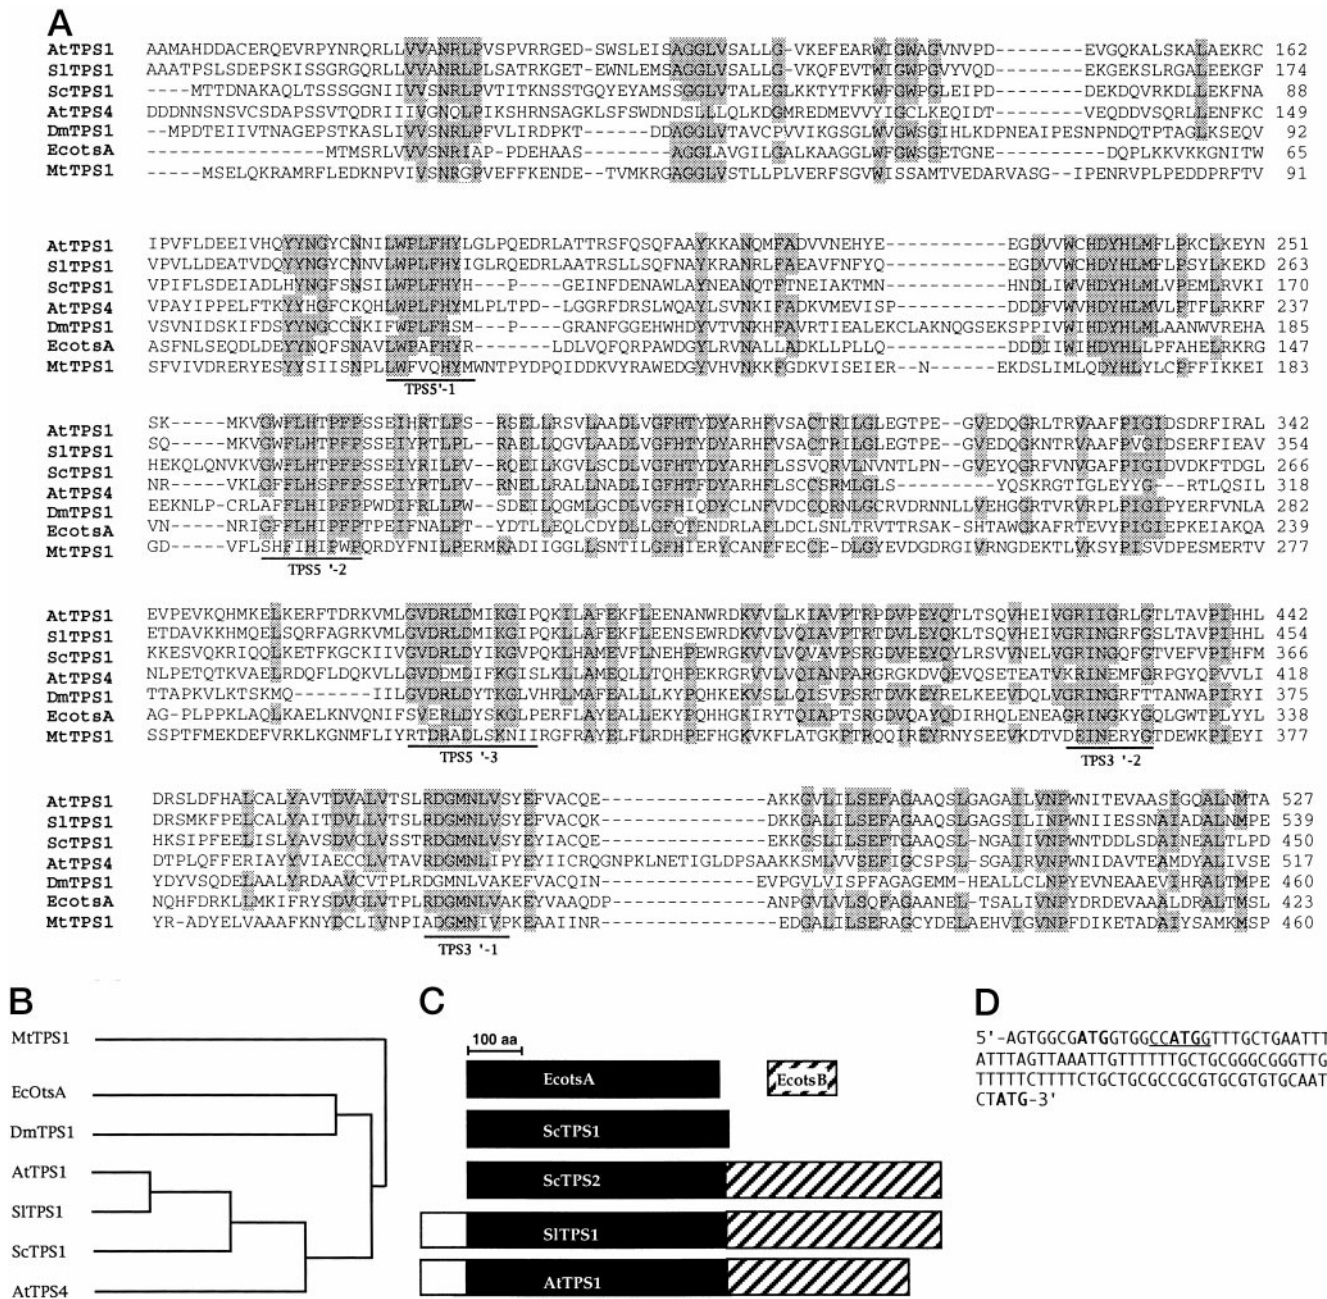 A
AtTPS1 AAMAHDDACERQEVRPYNRQRLLVVANRLPVSPVRRGED-SWSLEISAGGLVSALLG-VKEFEARWIGWAGVNVPD--------EVGQKALSKALAEKRC 162
SlTPS1 AAATPSLSDEPSKISSGRGQRLLVVANRLPLSATRKGET-EWNLEMSAGGLVSALLG-VKQFEVTWIGWPGVYVQD--------EKGEKSLRGALEEKGF 174
ScTPS1 ----MTTDNAKAQLTSSSGGNIIVVSNRLPVTITKNSSTGQYEYAMSSGGLVTALEGLKKTYTFKWFGWPGLEIPD--------DEKDQVRKDLLEKFNA 88
AtTPS4 DDDNNSNSVCSDAPSSVTQDRIIIVGNQLPIKSHRNSAGKLSFSWDNDSLLLQLKDGMREDMEVVYIGCLKEQIDT--------VEQDDVSQRLLENFKC 149
DmTPS1 --MPDTEIIVTNAGEPSTKASLIVVSNRLPFVLIRDPKT-------DDAGGLVTAVCPVVIKGSGLWVGWSGIHLKDPNEAIPESNPNDQTPTAGLKSEQV 92
EcotsA ----------------MTMSRLVVVSNRIAP-PDEHAAS---------AGGLAVGILGALKAAGGLWFGWSGETGNE----------DQPLKKVKKGNITW 65
MtTPS1 -----MSELQKRAMRFLEDKNPVIVSNRGPVEFFKENDE-TVMKRGAGGLVSTLLPLVERFSGVWISSAMTVEDARVASG---IPENRVPLPEDDPRFTV 91
AtTPS1 IPVFLDEEIVHQYYNGYCNNILWPLFHYLGLPQEDRLATTRSFQSQFAAYKKANQMFADVVNEHYE-----------EGDVVWCHDYHLMFLPKCLKEYN 251
SlTPS1 VPVLLDEATVDQYYNGYCNNVLWPLFHYIGLRQEDRLAATRSLLSQFNAYKRANRLFAEAVFNFYQ-----------EGDVVWCHDYHLMFLPSYLKEKD 263
ScTPS1 VPIFLSDEIADLHYNGFSNSILWPLFHYH---P-----GEINFDENAWLAYNEANQTFTNEIAKTMN-----------HNDLIWVHDYHLMLVPEMLRVKI 170
AtTPS4 VPAYIPPELFTKYYHGFCKQHLWPLFHYMLPLTPD-LGGRFDRSLWQAYLSVNKIFADKVMEVISP-----------DDDFVWVHDYHLMVLPTFLRKRF 237
DmTPS1 VSVNIDSKIFDSYYNGCCNKIFWPLFHSM---P-----GRANFGGEHWHDYVTVNKHFAVRTIEALEKCLAKNQGSEKSPPIVWIHDYHLMLAANWVREHA 185
EcotsA ASFNLSEQDLDEYYNQFSNAVLWPAFHYR-------LDLVQFQRPAWDGYLRVNALLADKLLPLLQ-----------DDDIIWIHDYHLLPFAHELRKRG 147
MtTPS1 SFVIVDRERYESYYSIISNPLLWFVQHYMWNTPYDPQIDDKVYRAWEDGYVHVNKKFGDKVISEIER--N-------EKDSLIMLQDYHLYLCPFFIKKEI 183
TPS5'-1
AtTPS1 SK-----MKVGWFLHTPFPSSEIHRTLPS--RSELLRSVLAADLVGFHTYDYARHFVSACTRILGLEGTPE--GVEDQGRLTRVAAFPIGIDSDRFIRAL 342
SlTPS1 SQ-----MKVGWFLHTPFPSSEIYRTLPL--RAELLQGVLAADLVGFHTYDYARHFVSACTRILGLEGTPE--GVEDQGKNTRVAAFPVGIDSERFIEAV 354
ScTPS1 HEKQLQNVKVGWFLHTPFPSSEIYRILPV--RQEILKGVLSCDLVGFHTYDYARHFLSSVQRVLNVNTLPN--GVEYQGRFVNVGAFPIGIDVDKFTDGL 266
AtTPS4 NR-----VKLGFFLHSPFPSSEIYRTLPV--RNELLRALLNADLIGFHTFDYARHFLSCCSRMLGLS--------YQSKRGTIGLEYYG---RTLQSIL 318
DmTPS1 EEKNLP-CRLAFFLHIPFPPWDIFRLLPW--SDEILQGMLGCDLVGFHIQDYCLNFVDCCQRNLGCRVDRNNLLVEHGGRTVRVRPLPIGIPYERFVNLA 282
EcotsA VN-----NRIGFFLHIPFPTPEIFNALPT--YDTLLEQLCDYDLLGFQTENDRLAFLDCLSNLTRVTTRSAK-SHTAWGKAFRTEVYPIGIEPKEIAKQA 239
MtTPS1 GD-----VFLSHFIHIPWPQRDYFNILPERMRADIIGGLLSNTILGFHIERYCANFFECCE-DLGYEVDGDRGIVRNGDEKTLVKSYPISVDPESMERTV 277
TPS5 '-2
AtTPS1 EVPEVKQHMKELKERFTDRKVMLGVDRLDMIKGIPQKILAFEKFLEENANWRDKVVLLKIAVPTRPDVPEYQTLTSQVHEIVGRIIGRLGTLTAVPIHHL 442
SlTPS1 ETDAVKKHMQELSQRFAGRKVMLGVDRLDMIKGIPQKLLAFEKFLEENSEWRDKVVLVQIAVPTRTDVLEYQKLTSQVHEIVGRINGRFGSLTAVPIHHL 454
ScTPS1 KKESVQKRIQQLKETFKGCKIIVGVDRLDYIKGVPQKLHAMEVFLNEHPEWRGKVVLVQVAVPSRGDVEEYQYLRSVVNELVGRINGQFGTVEFVPIHFM 366
AtTPS4 NLPETQTKVAELRDQFLDQKVLLGVDDMDIFKGISLKLLAMEQLLTQHPEKRGRVVLVQIANPARGRGKDVQEVQSETEATVKRINEMFGRPGYQPVVLI 418
DmTPS1 TTAPKVLKTSKMQ-------IILGVDRLDYTKGLVHRLMAFEALLLKYPQHKEKVSLLQISVPSRTDVKEYRELKEEVDQLVGRINGRFTTANWAPIRYI 375
EcotsA AG-PLPPKLAQLKAELKNVQNIFSVERLDYSKGLPERFLAYEALLEKYPQHHGKIRYTQIAPTSRGDVQAYQDIRHQLENEAGRINGKYGQLGWTPLYYL 338
MtTPS1 SSPTFMEKDEFVRKLKGNMFLIYRTDRADLSKNIIRGFRAYELFLRDHPEFHGKVKFLATGKPTRQQIREYRNYSEEVKDTVDEINERYGTDEWKPIEYI 377
TPS5 '-3
TPS3 '-2
AtTPS1 DRSLDFHALCALYAVTDVALVTSLRDGMNLVSYEFVACQE---------------AKKGVLILSEFAGAAQSLGAGAILVNPWNITEVAASIGQALNMTA 527
SlTPS1 DRSMKFPELCALYAITDVLLVTSLRDGMNLVSYEFVACQK---------------DKKGALILSEFAGAAQSLGAGSILINPWNIIESSNAIADALNMPE 539
ScTPS1 HKSIPFEELISLYAVSDVCLVSSTRDGMNLVSYEYIACQE---------------EKKGSLILSEFTGAAQSL-NGAIIVNPWNTDDLSDAINEALTLPD 450
AtTPS4 DTPLQFFERIAYYVIAECCLVTAVRDGMNLIPYEYIICRQGNPKLNETIGLDPSAAKKSMLVVSEFIGCSPSL-SGAIRVNPWNIDAVTEAMDYALIVSE 517
DmTPS1 YDYVSQDELAALYRDAAVCVTPLRDGMNLVAKEFVACQIN---------------EVPGVLVISPFAGAGEMM-HEALLCLNPYEVNEAAEVIHRALTMPE 460
EcotsA NQHFDRKLLMKIFRYSDVGLVTPLRDGMNLVAKEYVAAQDP---------------ANPGVLVLSQFAGAANEL-TSALIVNPYDRDEVAAALDRALTMSL 423
MtTPS1 YR-ADYELVAAAFKNYDCLIVNPIADGMNIVPKEAAIINR---------------EDGALILSERAGCYDELAEHVIGVNPFDIKETADAIYSAMKMSP 460
TPS3 '-1
B
MtTPS1
EcOtsA
DmTPS1
AtTPS1
SlTPS1
ScTPS1
AtTPS4
C
100 aa
EcotsA EcotsB
ScTPS1
ScTPS2
SlTPS1
AtTPS1
D
5'-AGTGGCGATGGTGGCCATGGTTTGCTGAATTT
ATTTAGTTAAATTGTTTTTTGCTGCGGGCGGGTTG
TTTTTCTTTTCTGCTGCGCCGCGTGCGTGTGCAAT
CTATG-3'